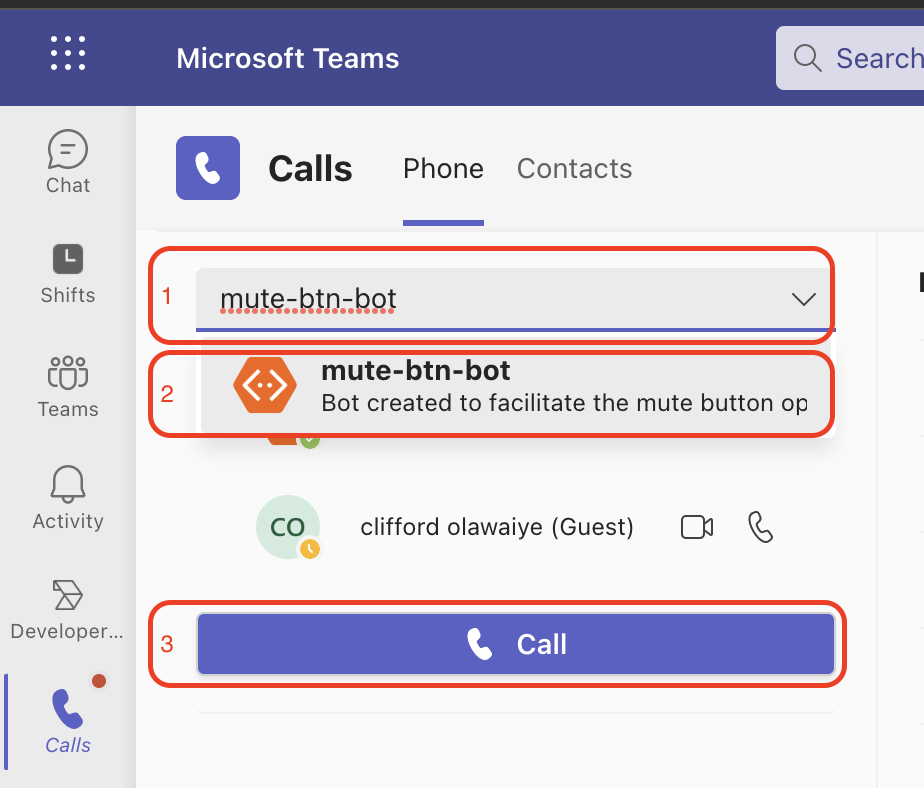 Microsoft Teams
Search
Chat
Shifts
Teams
Activity
Developer...
Calls
Calls
Phone
Contacts
1
mute-btn-bot
2
mute-btn-bot
Bot created to facilitate the mute button op
CO
clifford olawaiye (Guest)
3
Call